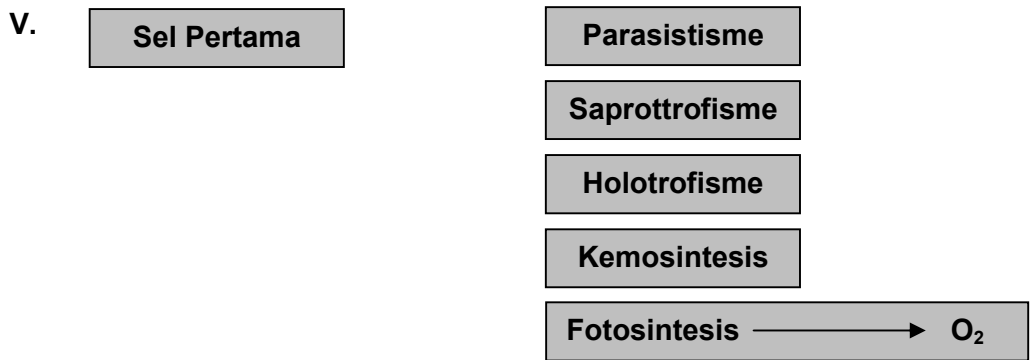 V.
Sel Pertama
Parasistisme
Saprottrofisme
Holotrofisme
Kemosintesis
Fotosintesis ⟶ O₂